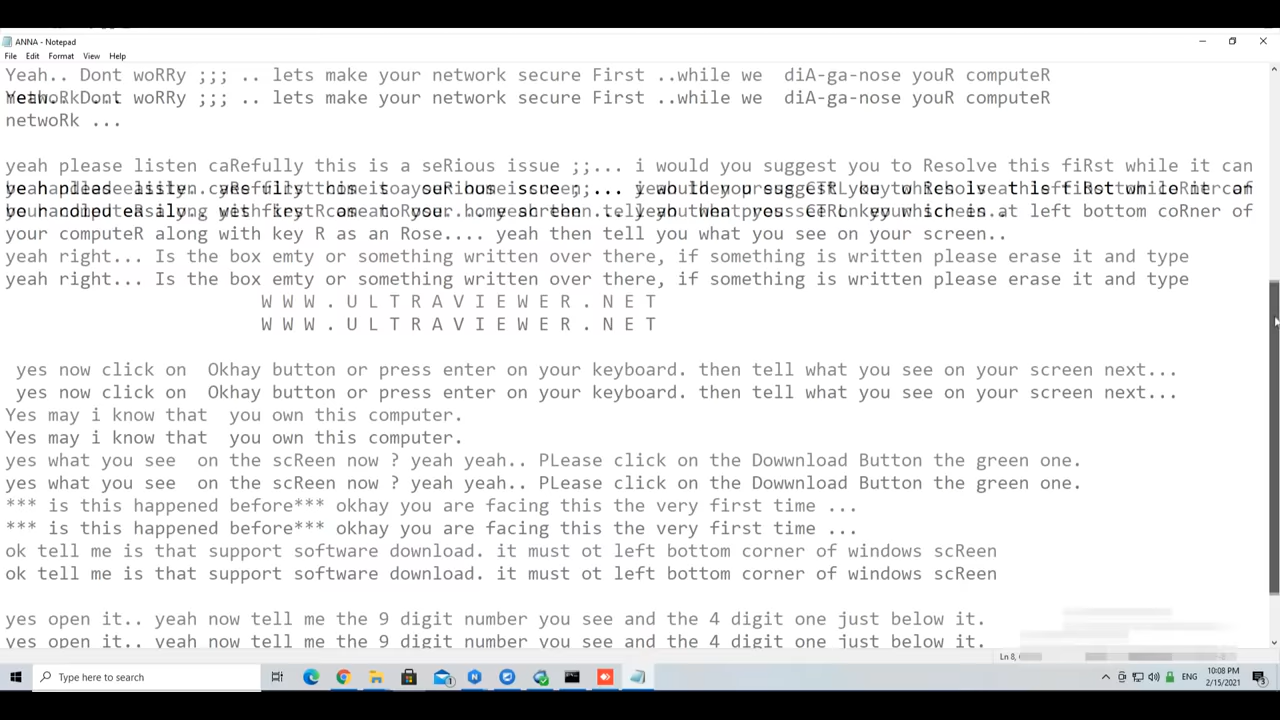 ANNA - Notepad
File Edit Format View Help
Yeah.. Dont woRRy ;;; .. lets make your network secure First ..while we diA-ga-nose youR computeR
Dont woRRy ;;; .. lets make your network secure First ..while we diA-ga-nose youR computeR
netwoRk ...
yeah please listen caRefully this is a seRious issue ;;... i would you suggest you to Resolve this fiRst while it can
at left bottom coRner of
your computeR along with key R as an Rose.... yeah then tell you what you see on your screen..
yeah right... Is the box emty or something written over there, if something is written please erase it and type
yeah right... Is the box emty or something written over there, if something is written please erase it and type
W W W . U L T R A V I E W E R . N E T
W W W . U L T R A V I E W E R . N E T
yes now click on Okhay button or press enter on your keyboard. then tell what you see on your screen next...
yes now click on Okhay button or press enter on your keyboard. then tell what you see on your screen next...
Yes may i know that you own this computer.
Yes may i know that you own this computer.
yes what you see on the scReen now ? yeah yeah.. PLease click on the Dowwnload Button the green one.
yes what you see on the scReen now ? yeah yeah.. PLease click on the Dowwnload Button the green one.
*** is this happened before*** okhay you are facing this the very first time ...
*** is this happened before*** okhay you are facing this the very first time ...
ok tell me is that support software download. it must ot left bottom corner of windows scReen
ok tell me is that support software download. it must ot left bottom corner of windows scReen
yes open it.. yeah now tell me the 9 digit number you see and the 4 digit one just below it.
yes open it.. yeah now tell me the 9 digit number you see and the 4 digit one just below it.
Ln 8,
Type here to search
ENG
10:08 PM
2/15/2021